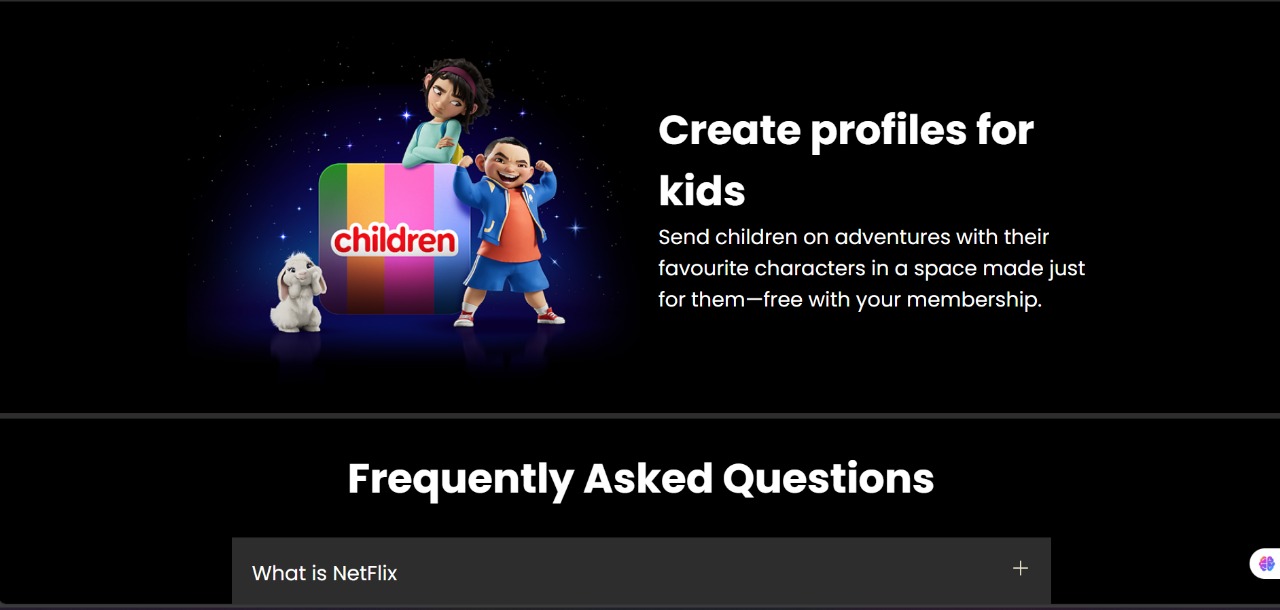 children
Create profiles for
kids
Send children on adventures with their
favourite characters in a space made just
for them—free with your membership.
Frequently Asked Questions
What is NetFlix